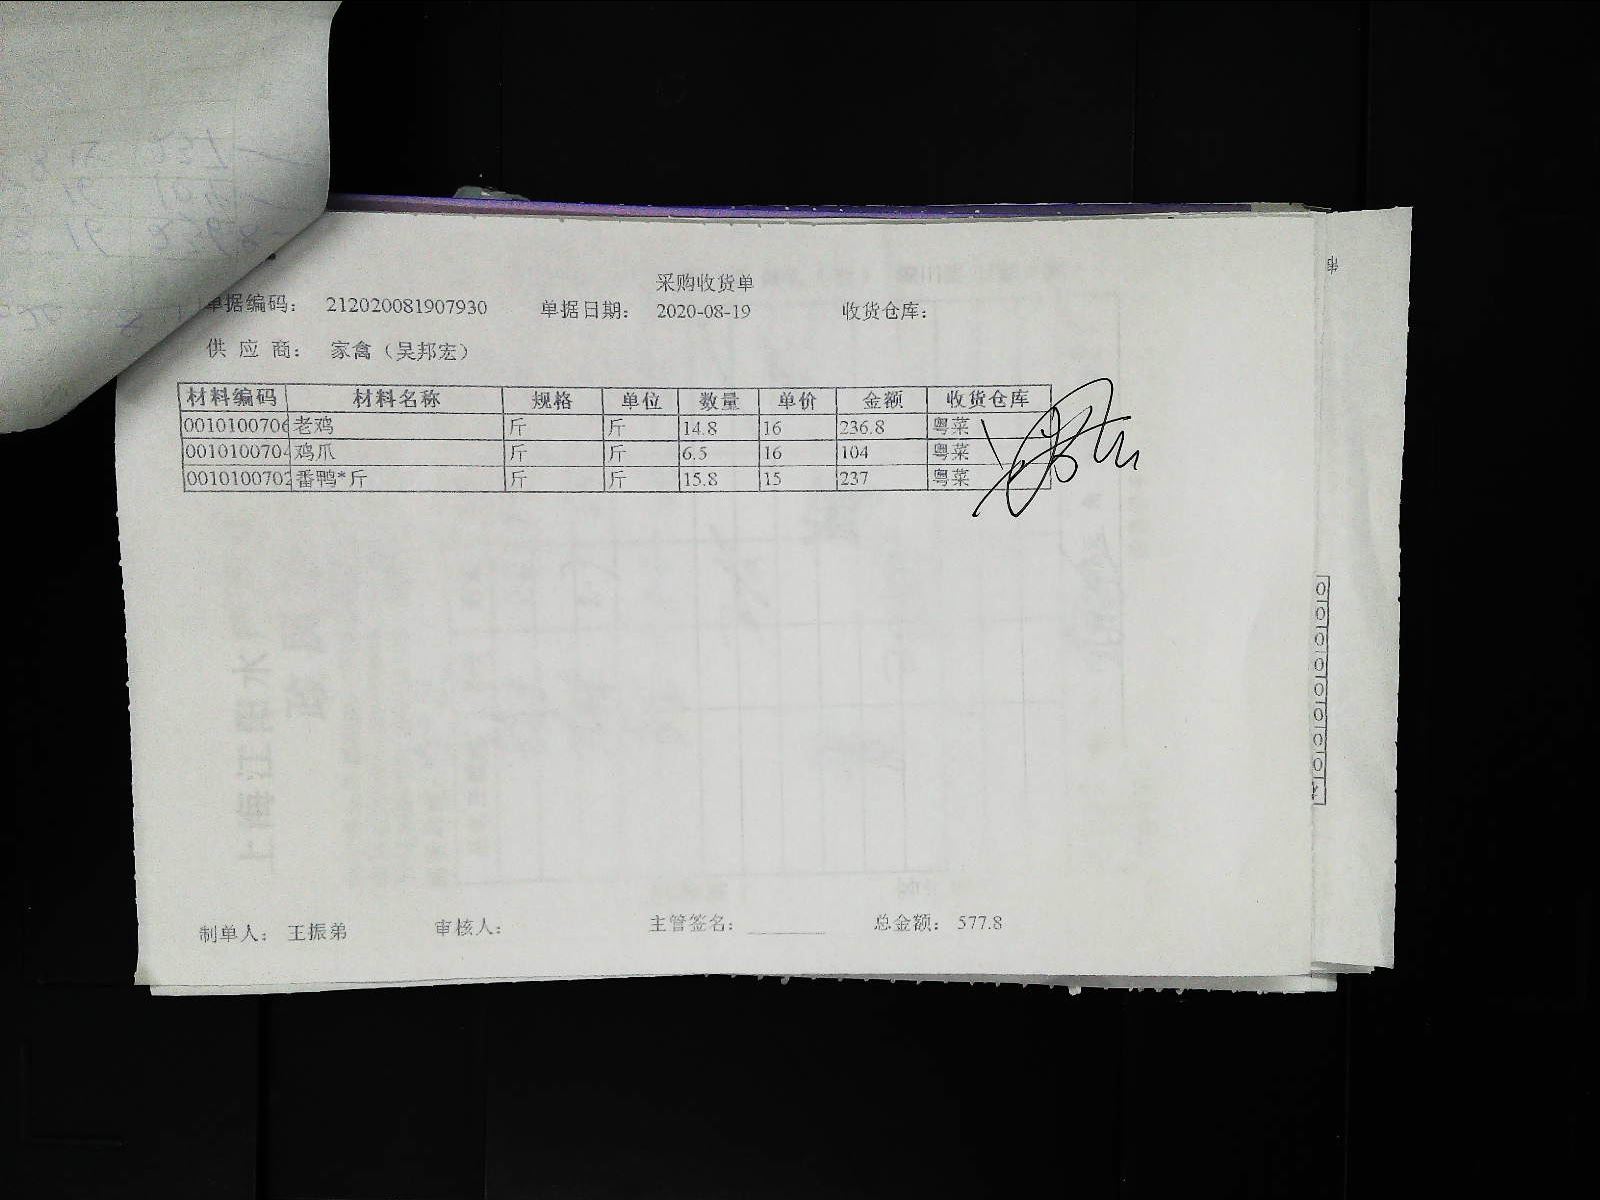 采购收货单
单据编码： 212020081907930 单据日期： 2020-08-19 收货仓库：
供 应 商： 家禽（吴邦宏）
材料编码 材料名称 规格 单位 数量 单价 金额 收货仓库
0010100706 老鸡 斤 斤 14.8 16 236.8 粤菜
0010100704 鸡爪 斤 斤 6.5 16 104 粤菜
0010100702 番鸭*斤 斤 斤 15.8 15 237 粤菜
制单人： 王振弟 审核人： 主管签名： 总金额： 577.8